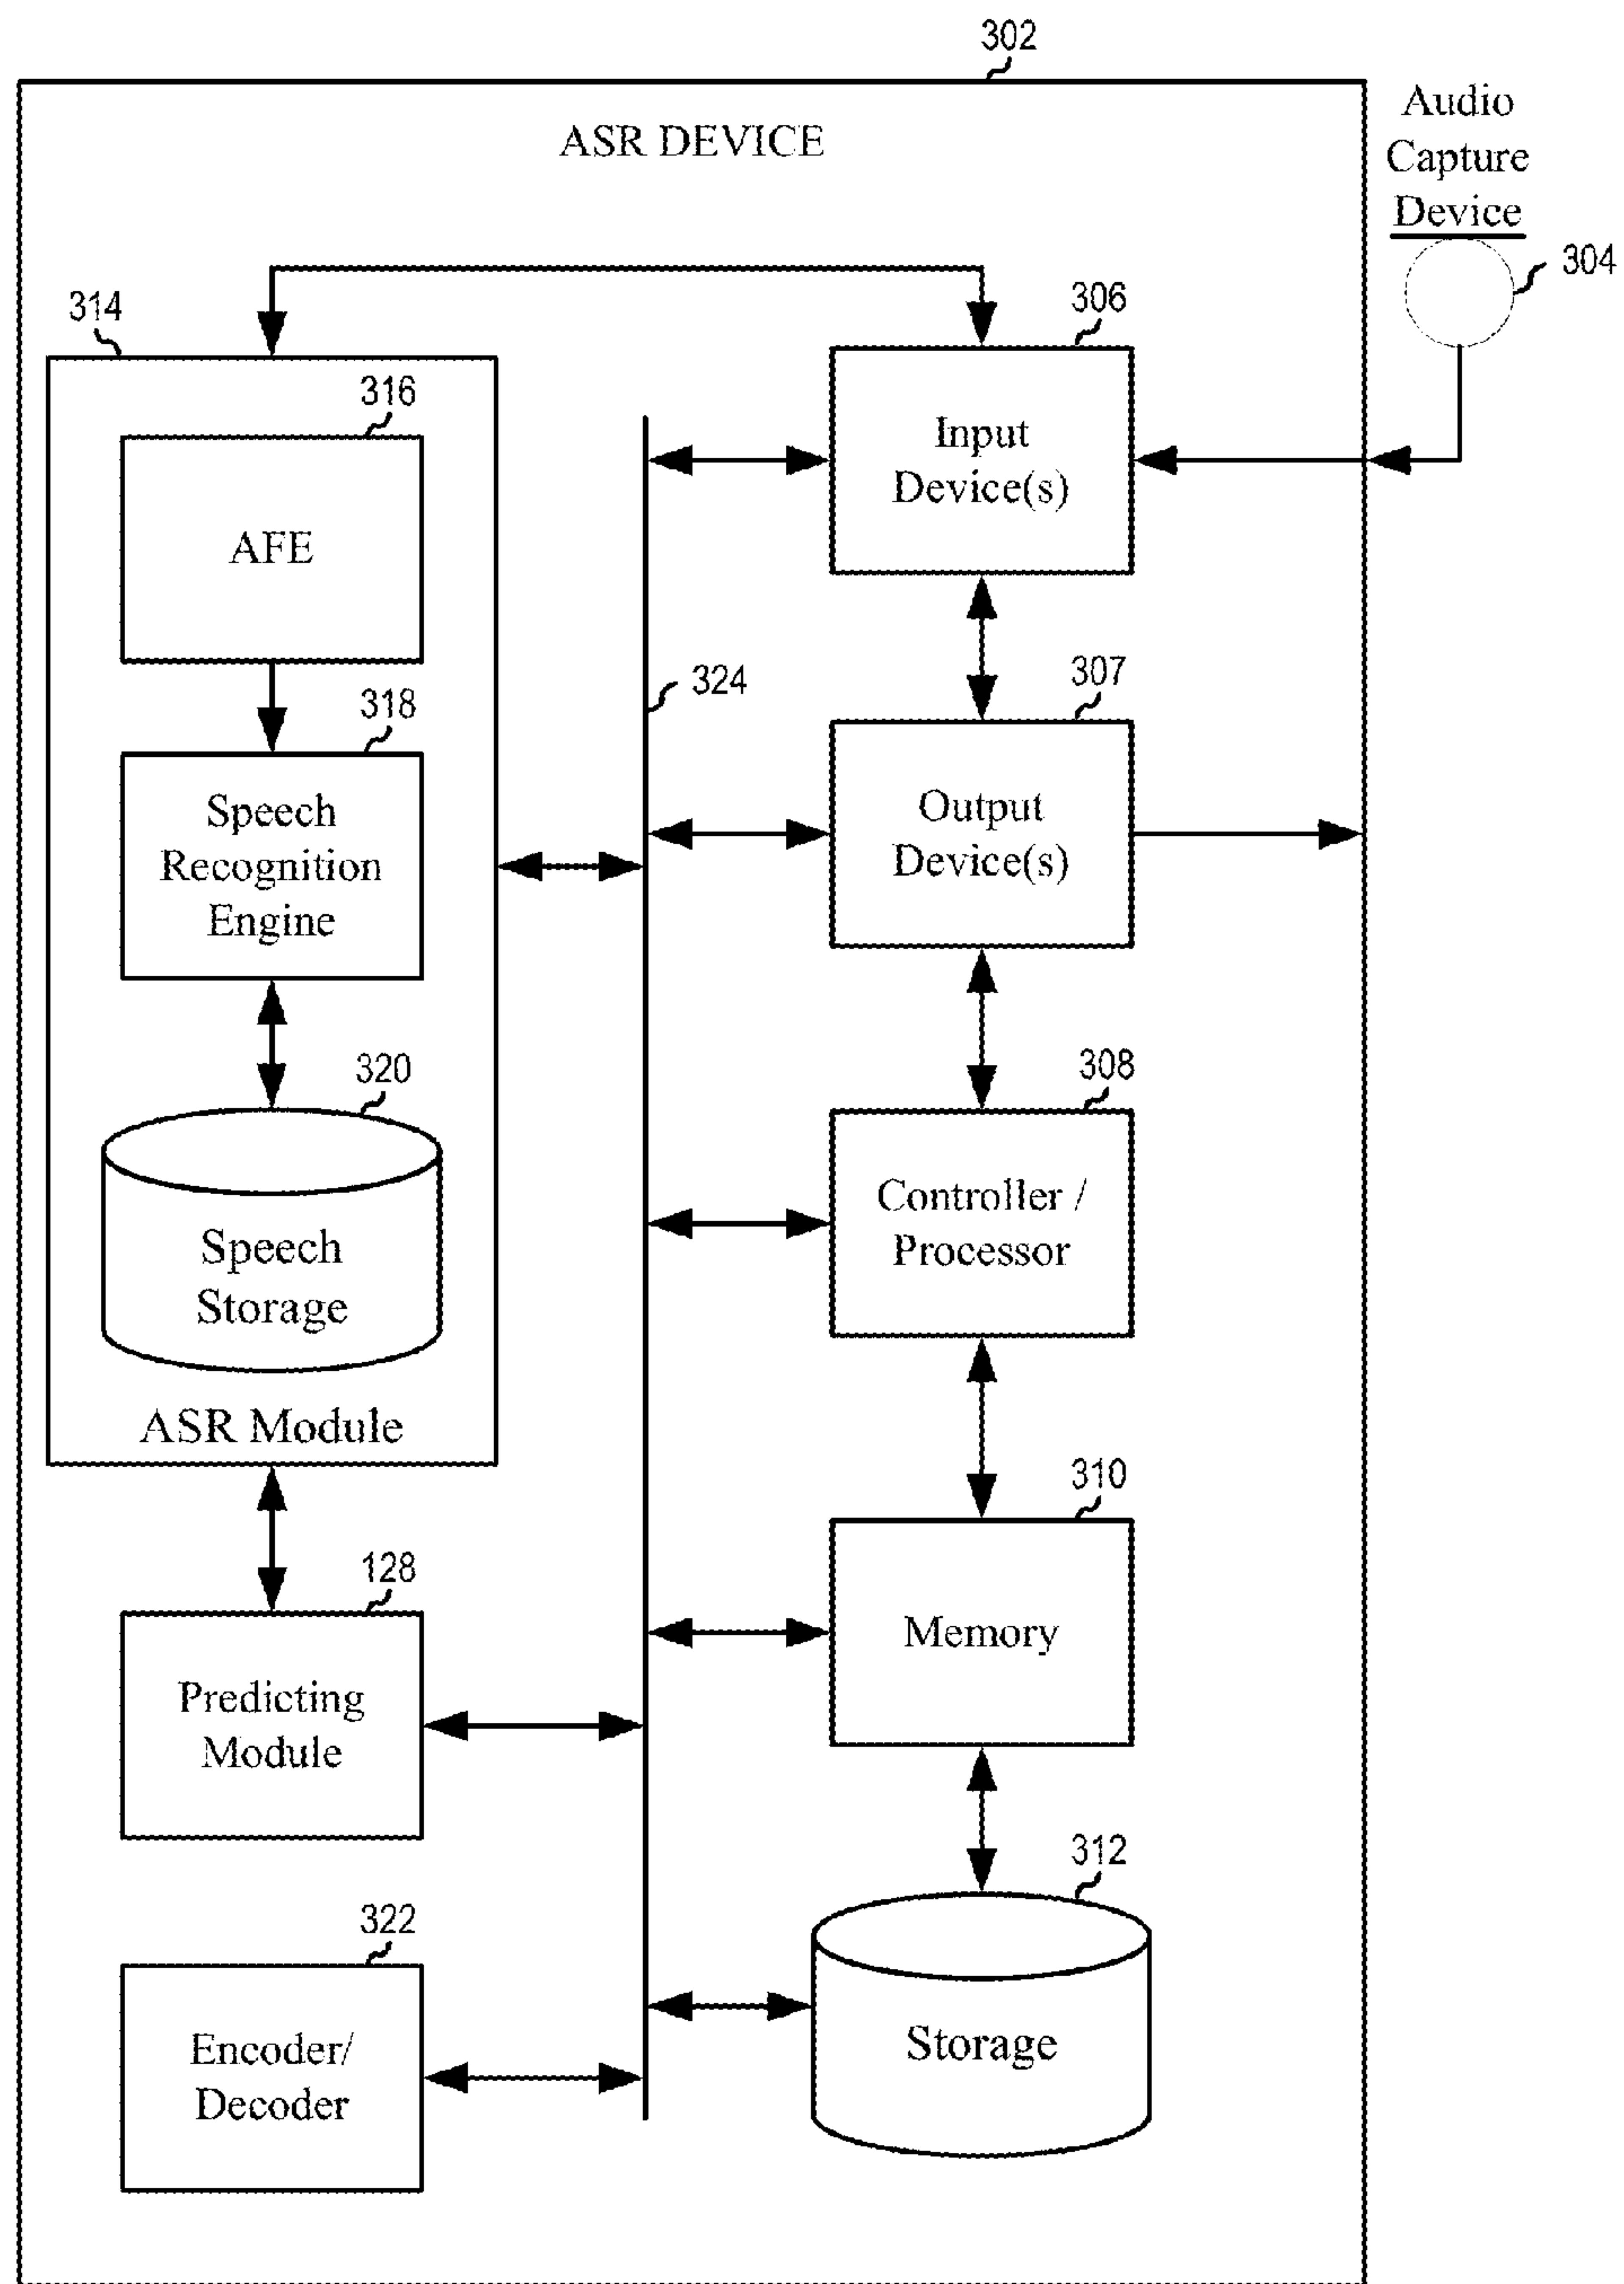 302
ASR DEVICE
Audio
Capture
Device
304
314
306
316
Input
Device(s)
AFE
324
307
318
Speech
Recognition
Engine
Output
Device(s)
320
308
Speech
Storage
Controller /
Processor
ASR Module
310
128
Memory
Predicting
Module
312
322
Encoder/
Decoder
Storage